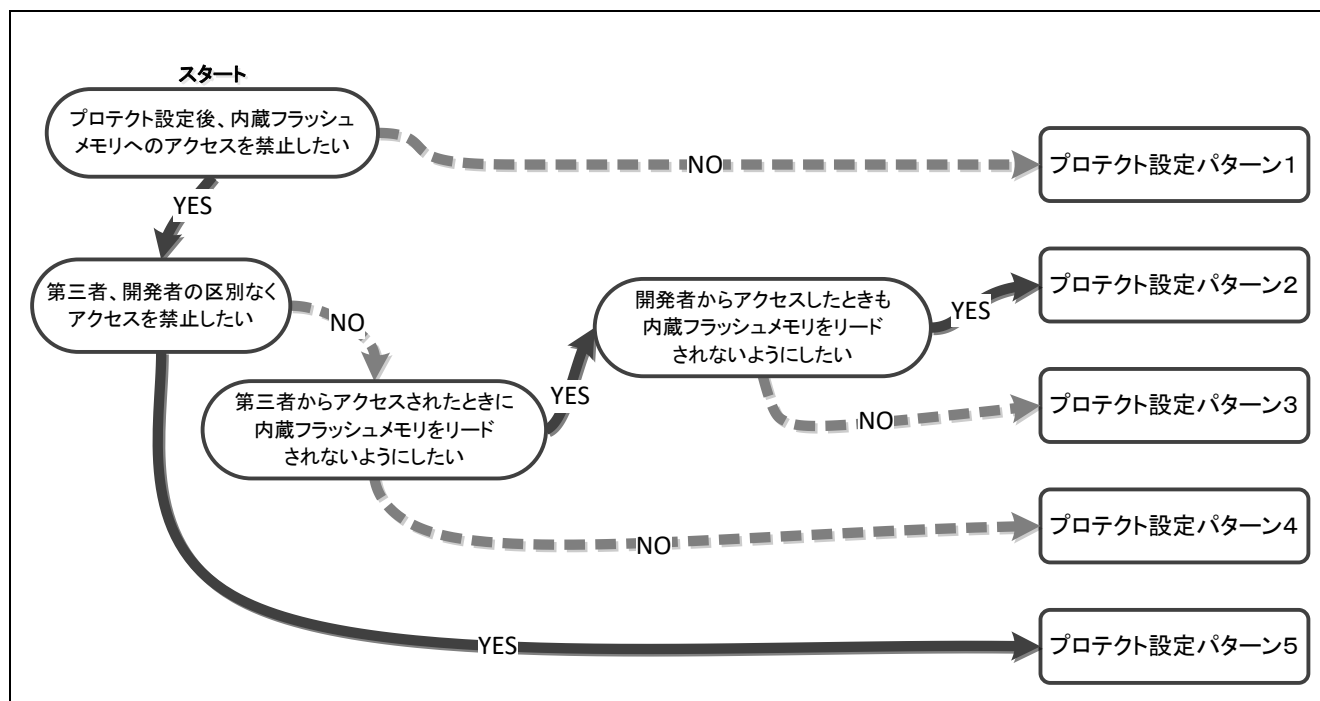 スタート
プロテクト設定後、内蔵フラッシュ
メモリへのアクセスを禁止したい
NO
プロテクト設定パターン1
YES
第三者、開発者の区別なく
アクセスを禁止したい
NO
開発者からアクセスしたときも
内蔵フラッシュメモリをリード
されないようにしたい
YES
プロテクト設定パターン2
第三者からアクセスされたときに
内蔵フラッシュメモリをリード
されないようにしたい
YES
NO
プロテクト設定パターン3
NO
プロテクト設定パターン4
YES
プロテクト設定パターン5